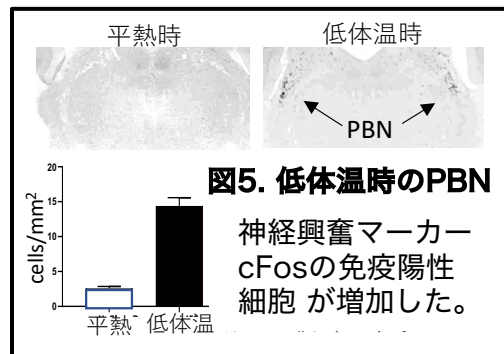 平熱時
低体温時
PBN
図5. 低体温時のPBN
神経興奮マーカー
cFosの免疫陽性
細胞 が増加した。
cells/mm²
20
15
10
5
0
平熱 低体温